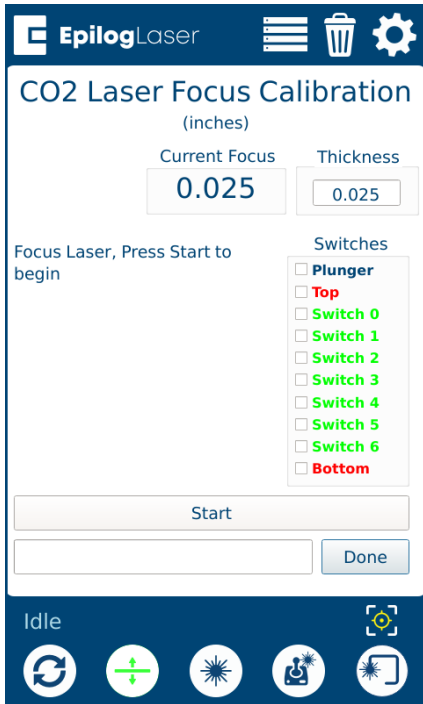 EpilogLaser
CO2 Laser Focus Calibration
(inches)
Current Focus
Thickness
0.025
0.025
Focus Laser, Press Start to
begin
Switches
Plunger
Top
Switch 0
Switch 1
Switch 2
Switch 3
Switch 4
Switch 5
Switch 6
Bottom
Start
Done
Idle